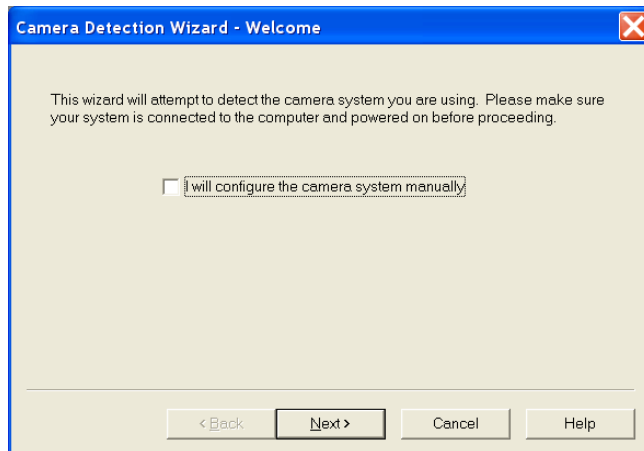 Camera Detection Wizard - Welcome
This wizard will attempt to detect the camera system you are using.  Please make sure
your system is connected to the computer and powered on before proceeding.
I will configure the camera system manually
< Back Next > Cancel Help